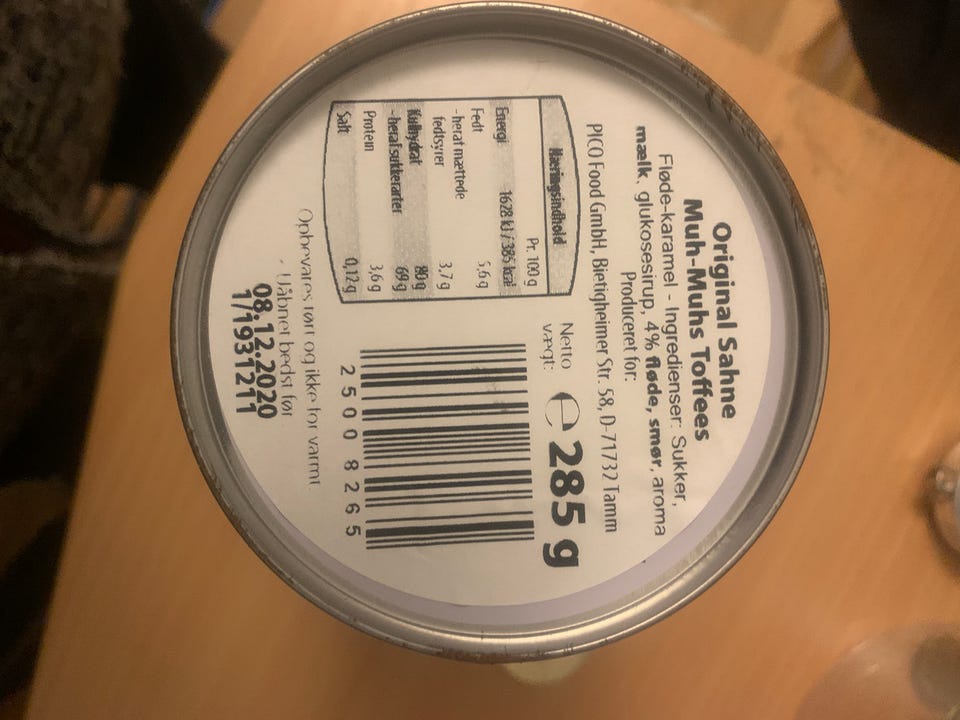 Original Sahne
Muh-Muhs Toffees
Fløde-karamel - Ingredienser: Sukker,
mælk, glukosesirup, 4% fløde, smør, aroma
Produceret for:
PICO Food GmbH, Bietigheimer Str. 58, D-71732 Tamm
Næringsindhold
Pr. 100 g
Energi 1628 kJ / 385 kcal
Fedt 5,6 g
- heraf mættede
fedtsyrer 3,7 g
Kulhydrat 80 g
- heraf sukkerarter 69 g
Protein 3,6 g
Salt 0,12 g
Netto
vægt: e 285 g
25008265
Opbevares tørt og ikke for varmt
- Uåbnet bedst før
08.12.2020
1/1931211